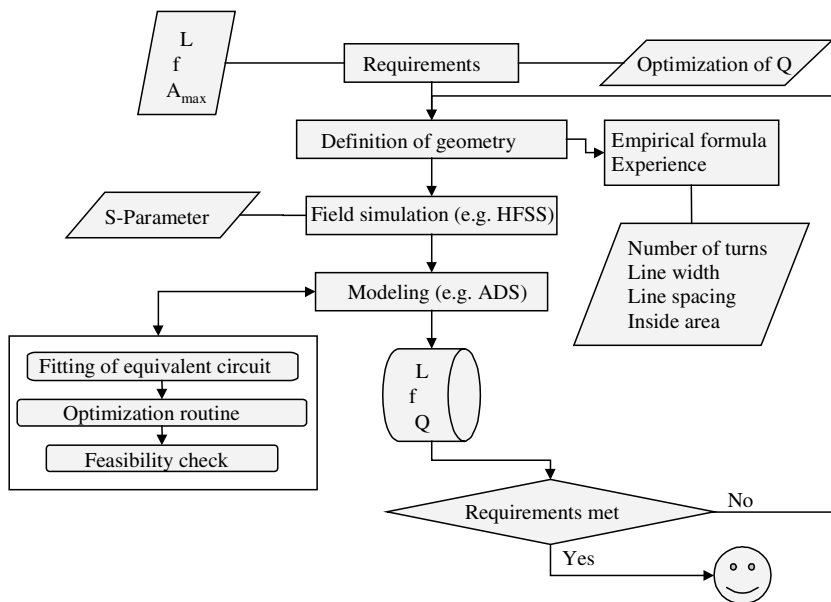 L
f
A_max
Requirements
Optimization of Q
Definition of geometry
Empirical formula
Experience
S-Parameter
Field simulation (e.g. HFSS)
Number of turns
Line width
Line spacing
Inside area
Modeling (e.g. ADS)
Fitting of equivalent circuit
Optimization routine
Feasibility check
L
f
Q
Requirements met
No
Yes